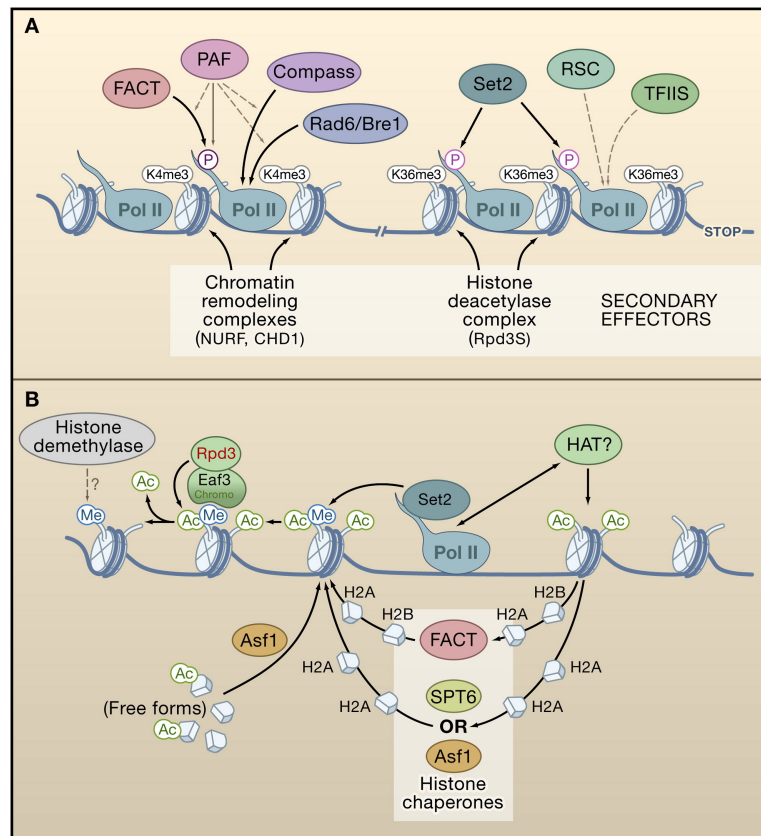 A
PAF
FACT
Compass
Rad6/Bre1
Set2
RSC
TFIIS
P
P
P
K4me3
K4me3
K36me3
K36me3
K36me3
Pol II
Pol II
Pol II
Pol II
STOP
Chromatin
remodeling
complexes
(NURF, CHD1)
Histone
deacetylase
complex
(Rpd3S)
SECONDARY
EFFECTORS
B
Histone
demethylase
?
Me
Ac
Rpd3
Eaf3
Chromo
Ac
Me
Ac
Ac
Me
Ac
Set2
Pol II
HAT?
Ac
Ac
H2A
H2B
FACT
H2A
H2B
Asf1
H2A
H2A
SPT6
OR
Asf1
H2A
H2A
Histone
chaperones
Ac
(Free forms)
Ac